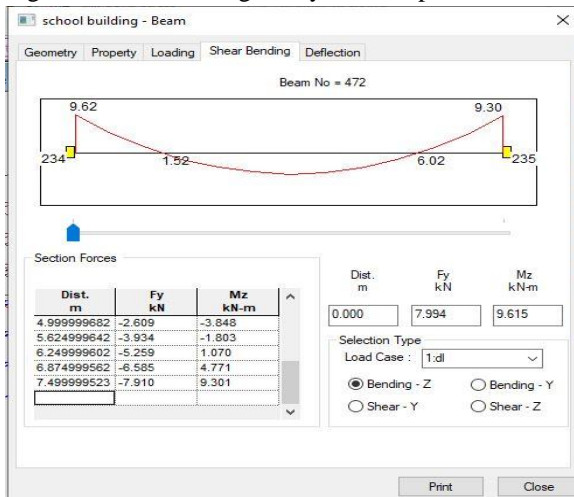 school building - Beam
Geometry Property Loading Shear Bending Deflection
Beam No = 472
9.62 9.30
234 1.52 6.02 235
Section Forces
Dist. m Fy kN Mz kN-m
4.999999682 -2.609 -3.848
5.624999642 -3.934 -1.803
6.249999602 -5.259 1.070
6.874999562 -6.585 4.771
7.499999523 -7.910 9.301
Dist. m Fy kN Mz kN-m
0.000 7.994 9.615
Selection Type
Load Case : 1:dl
Bending - Z Bending - Y
Shear - Y Shear - Z
Print Close